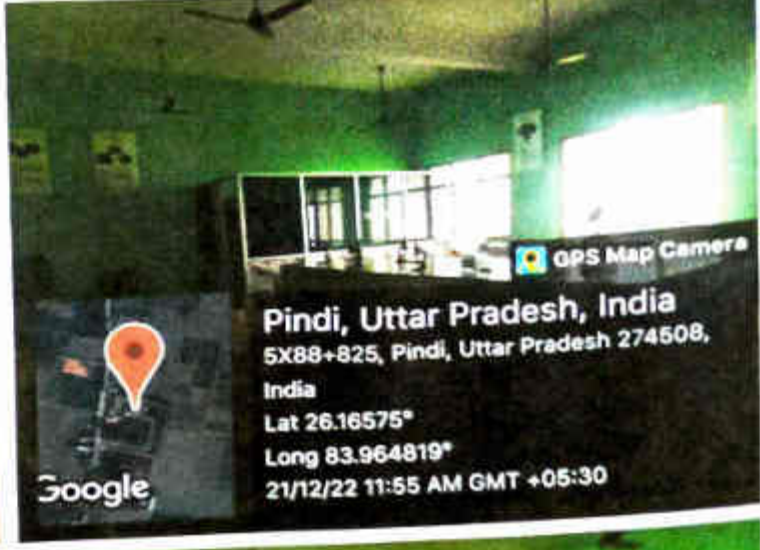 GPS Map Camera
Pindi, Uttar Pradesh, India
5X88+825, Pindi, Uttar Pradesh 274508,
India
Lat 26.16575°
Long 83.964819°
21/12/22 11:55 AM GMT +05:30
Google